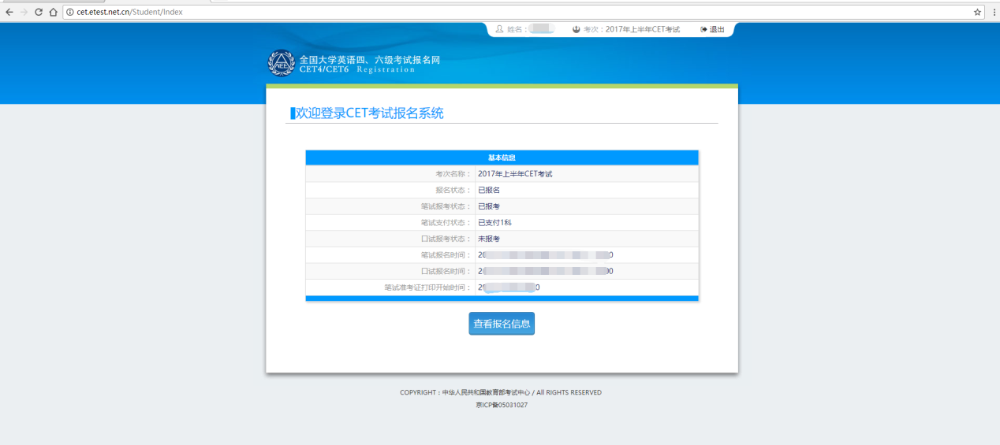 cet.etest.net.cn/Student/Index
姓名： 考次：2017年上半年CET考试 退出
NEEA
全国大学英语四、六级考试报名网
CET4/CET6 Registration
欢迎登录CET考试报名系统
基本信息
考次名称： 2017年上半年CET考试
报名状态： 已报名
笔试报考状态： 已报考
笔试支付状态： 已支付1科
口试报考状态： 未报考
笔试报名时间： 20 0
口试报名时间： 2 00
笔试准考证打印开始时间： 2 0
查看报名信息
COPYRIGHT：中华人民共和国教育部考试中心 / All RIGHTS RESERVED
京ICP备05031027